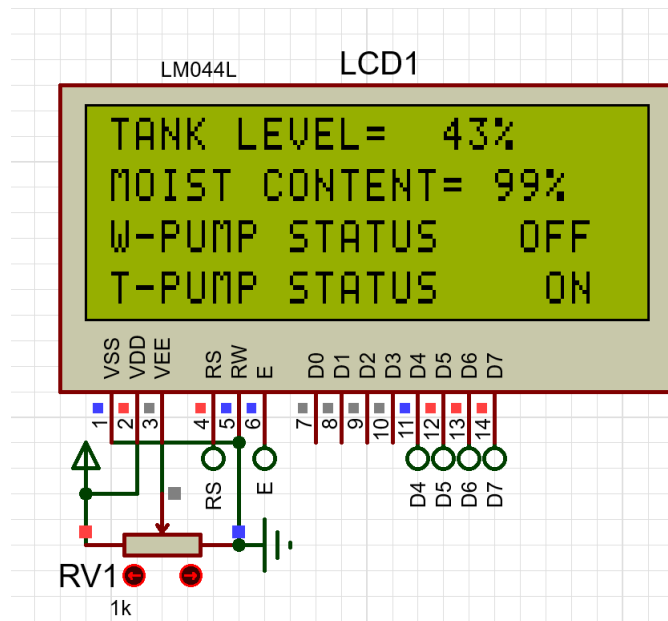 LM044L
LCD1
TANK LEVEL= 43%
MOIST CONTENT= 99%
W-PUMP STATUS OFF
T-PUMP STATUS ON
VSS VDD VEE RS RW E D0 D1 D2 D3 D4 D5 D6 D7
1 2 3 4 5 6 7 8 9 10 11 12 13 14
RS E D4 D5 D6 D7
RV1
1k